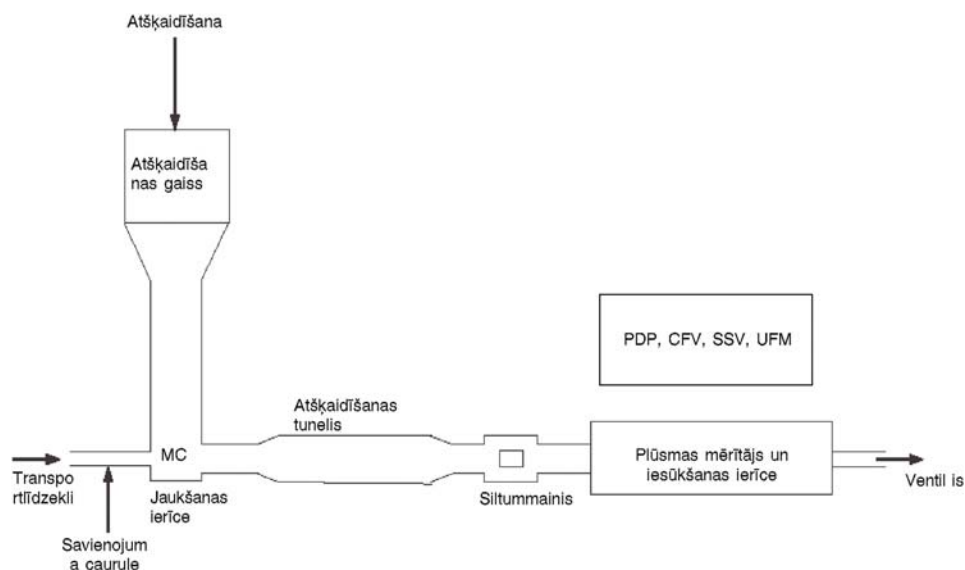 Atšķaidīšana
Atšķaidīša
nas gaiss
PDP, CFV, SSV, UFM
Atšķaidīšanas
tunelis
MC
Plūsmas mērītājs un
iesūkšanas ierīce
Transpo
rtlīdzekli
Jaukšanas
ierīce
Siltummainis
Ventil is
Savienojum
a caurule